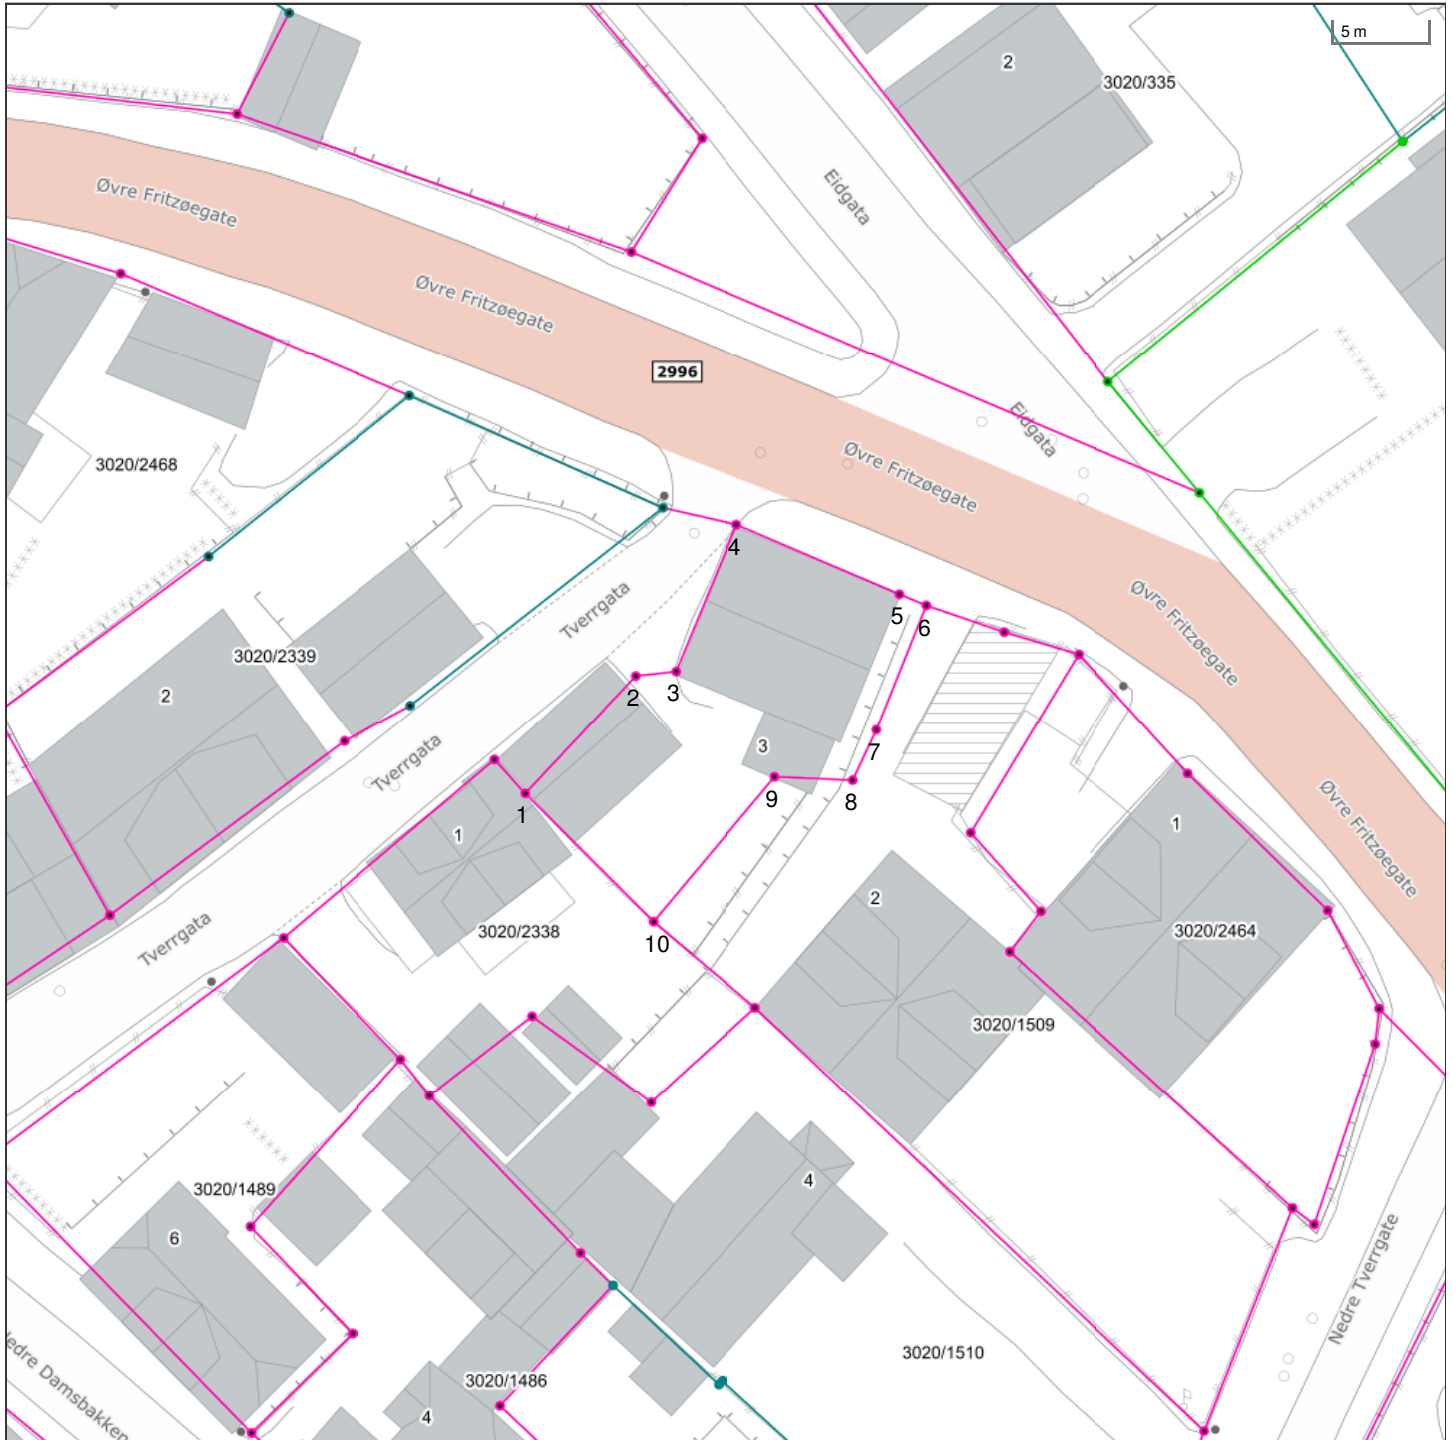 5 m
2
3020/335
Øvre Fritzøegate
Eidgata
Øvre Fritzøegate
2996
Eidgata
Øvre Fritzøegate
3020/2468
4
5
6
Øvre Fritzøegate
Tverrgata
3020/2339
2
2
3
7
3
Tverrgata
8
9
1
1
1
Øvre Fritzøegate
2
Tverrgata
3020/2338
10
3020/2464
3020/1509
4
3020/1489
6
Nedre Tverrgate
3020/1510
3020/1486
4
edre Damsbakken